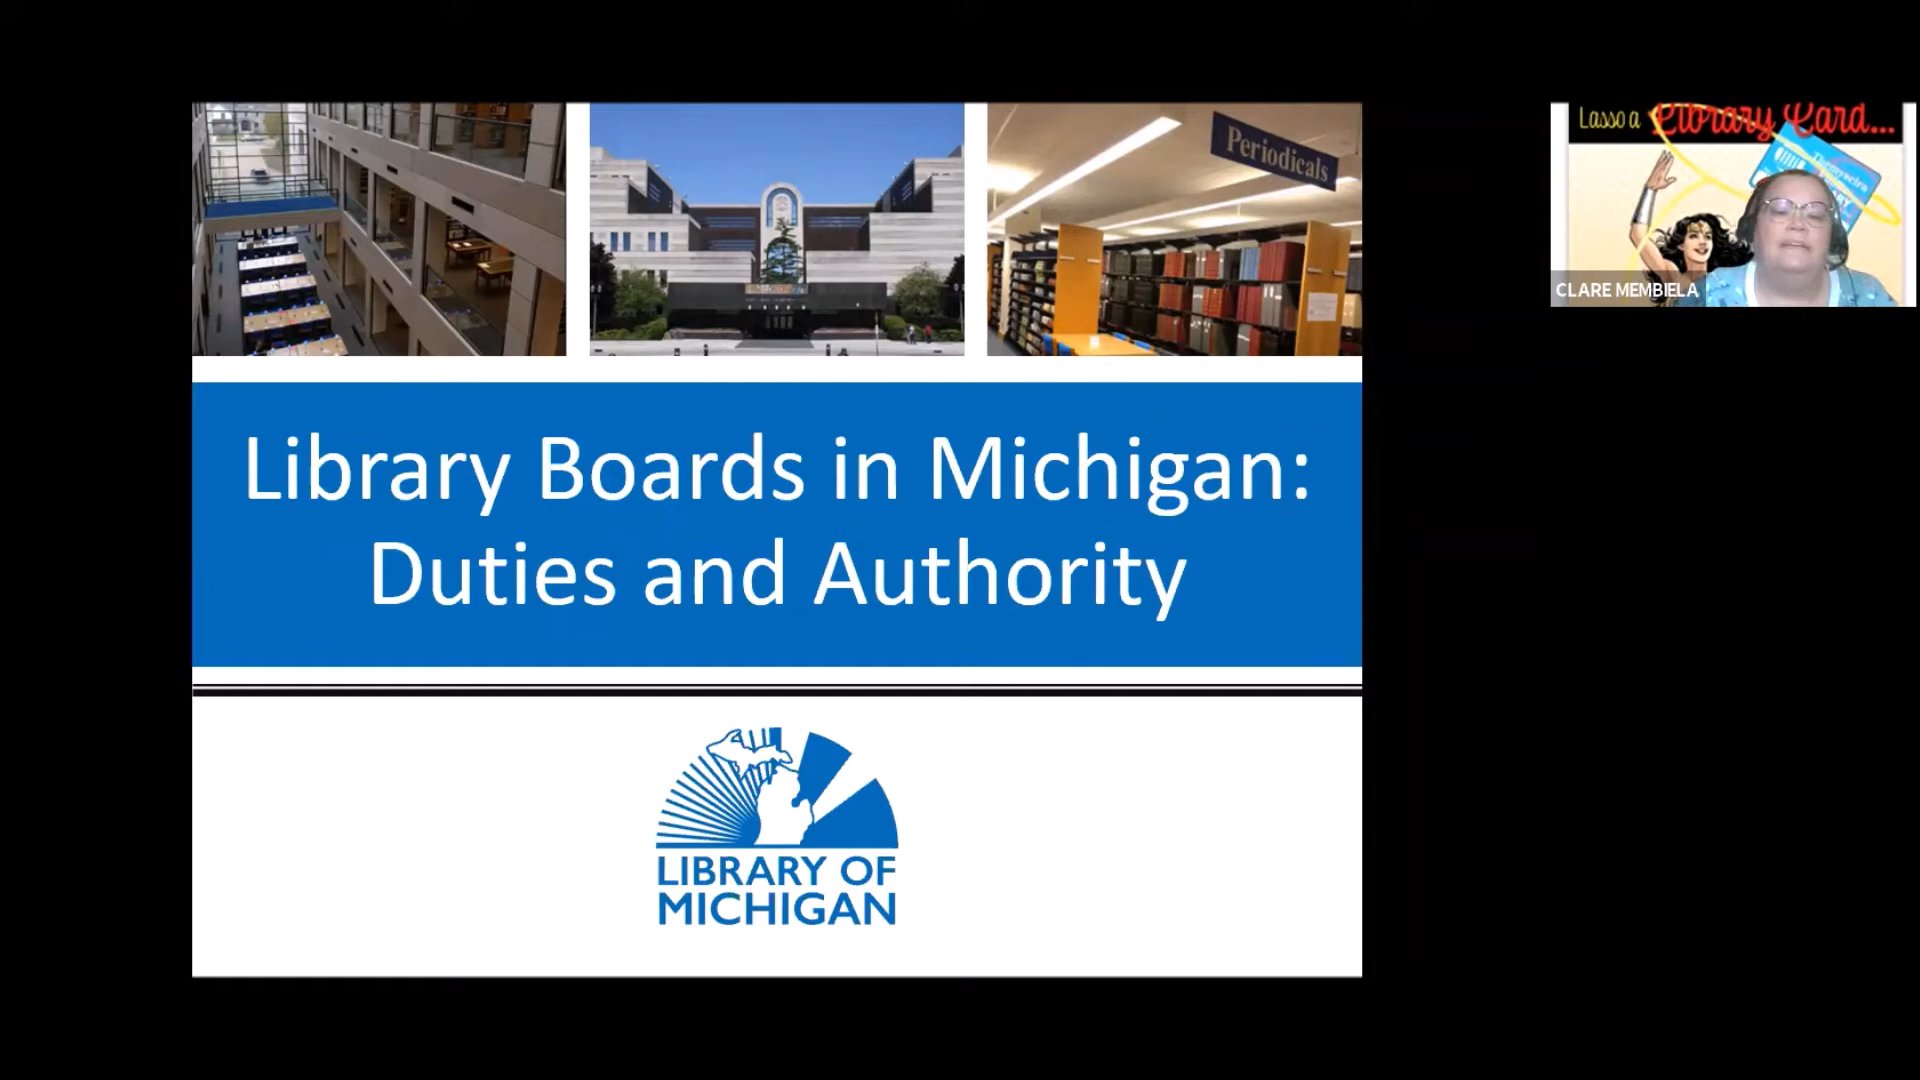 Periodicals
Library Boards in Michigan:
Duties and Authority
LIBRARY OF
MICHIGAN
Lasso a Library Card...
CLARE MEMBIELA